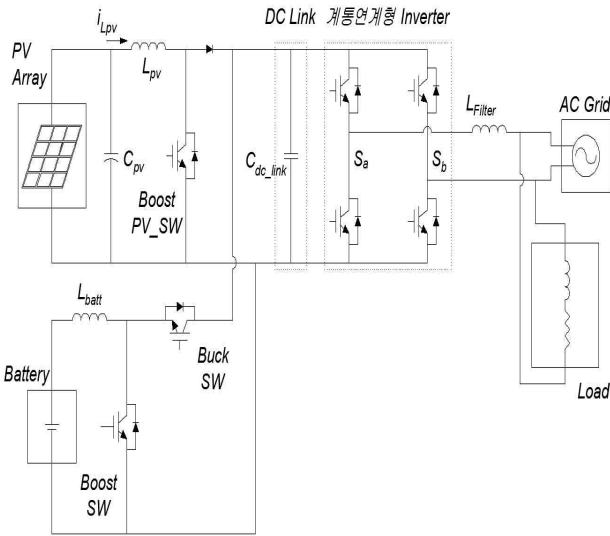 i_Lpv
DC Link 계통연계형 Inverter
PV
Array
L_pv
C_pv
Boost
PV_SW
C_dc_link
S_a
S_b
L_Filter
AC Grid
L_batt
Battery
Buck
SW
Boost
SW
Load